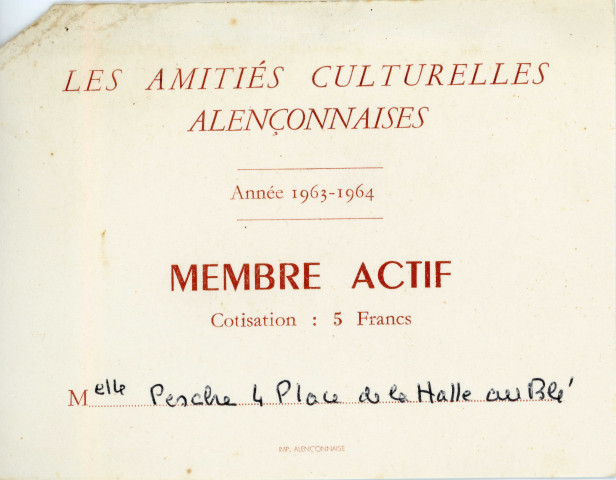 LES AMITIÉS CULTURELLES
ALENÇONNAISES
Année 1963-1964
MEMBRE ACTIF
Cotisation : 5 Francs
Melle Pesche 4 Place de la Halle au Blé
IMP. ALENÇONNAISE